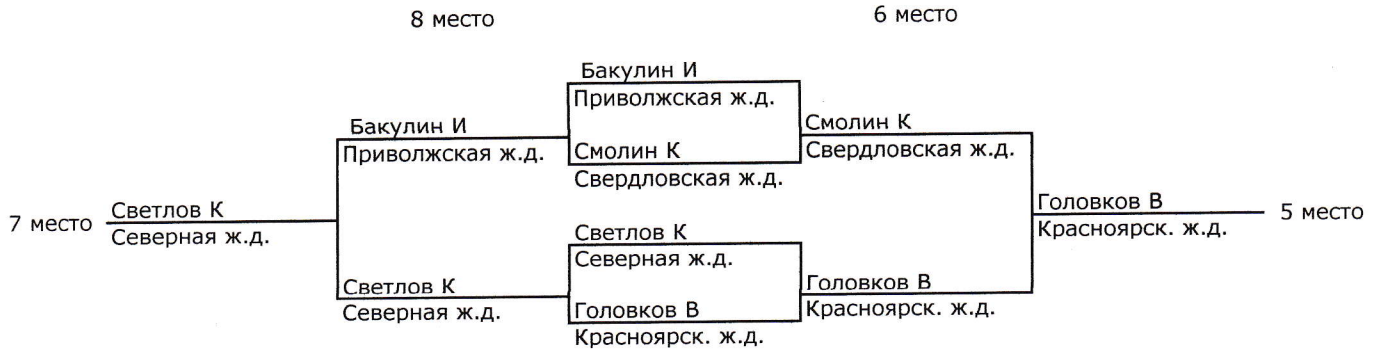 8 место
6 место
Бакулин И
Приволжская ж.д.
Бакулин И
Приволжская ж.д.
Смолин К
Свердловская ж.д.
Смолин К
Свердловская ж.д.
7 место
Светлов К
Северная ж.д.
Головков В
Красноярск. ж.д.
5 место
Светлов К
Северная ж.д.
Светлов К
Северная ж.д.
Головков В
Красноярск. ж.д.
Головков В
Красноярск. ж.д.